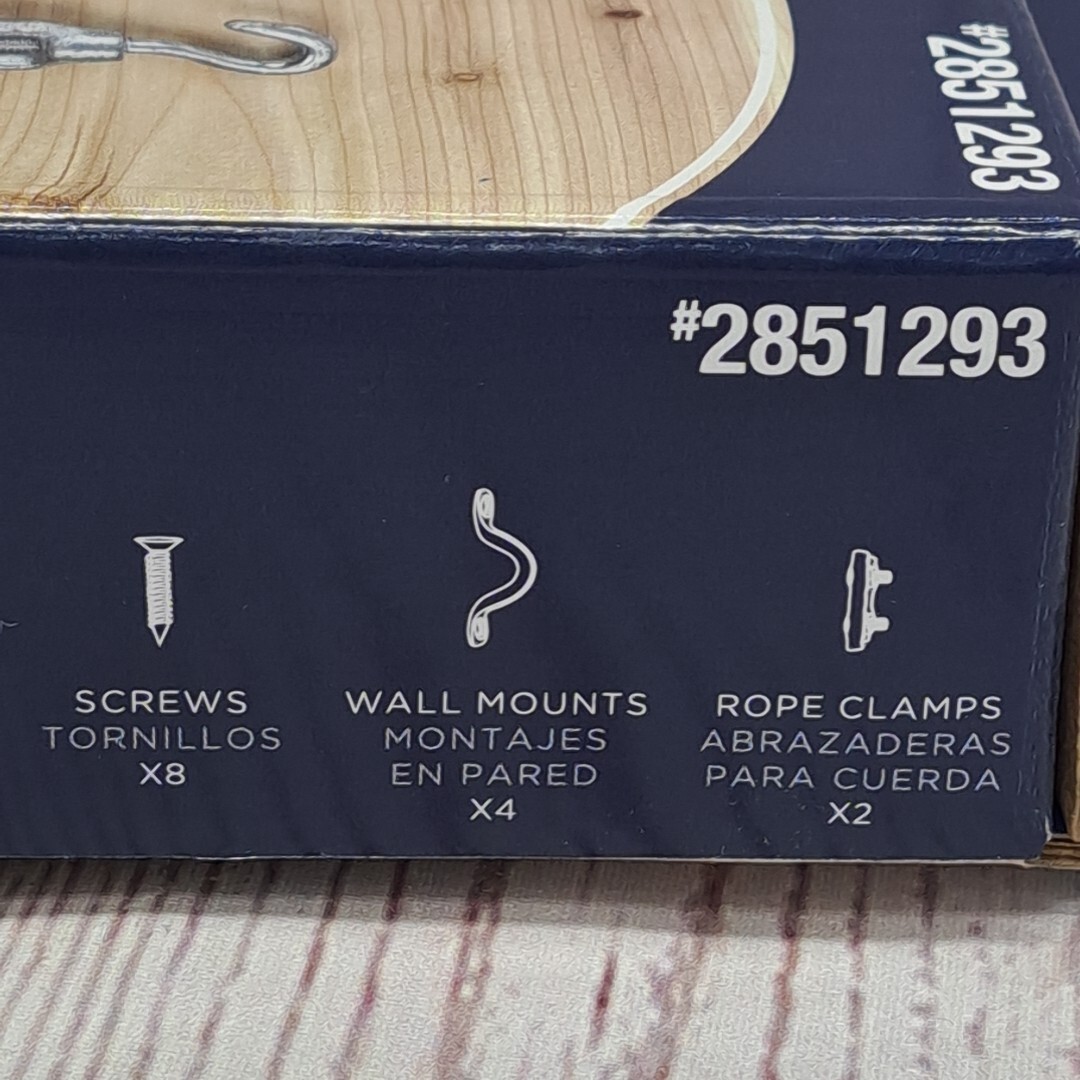 #2851293
#2851293
SCREWS
TORNILLOS
X8
WALL MOUNTS
MONTAJES
EN PARED
X4
ROPE CLAMPS
ABRAZADERAS
PARA CUERDA
X2